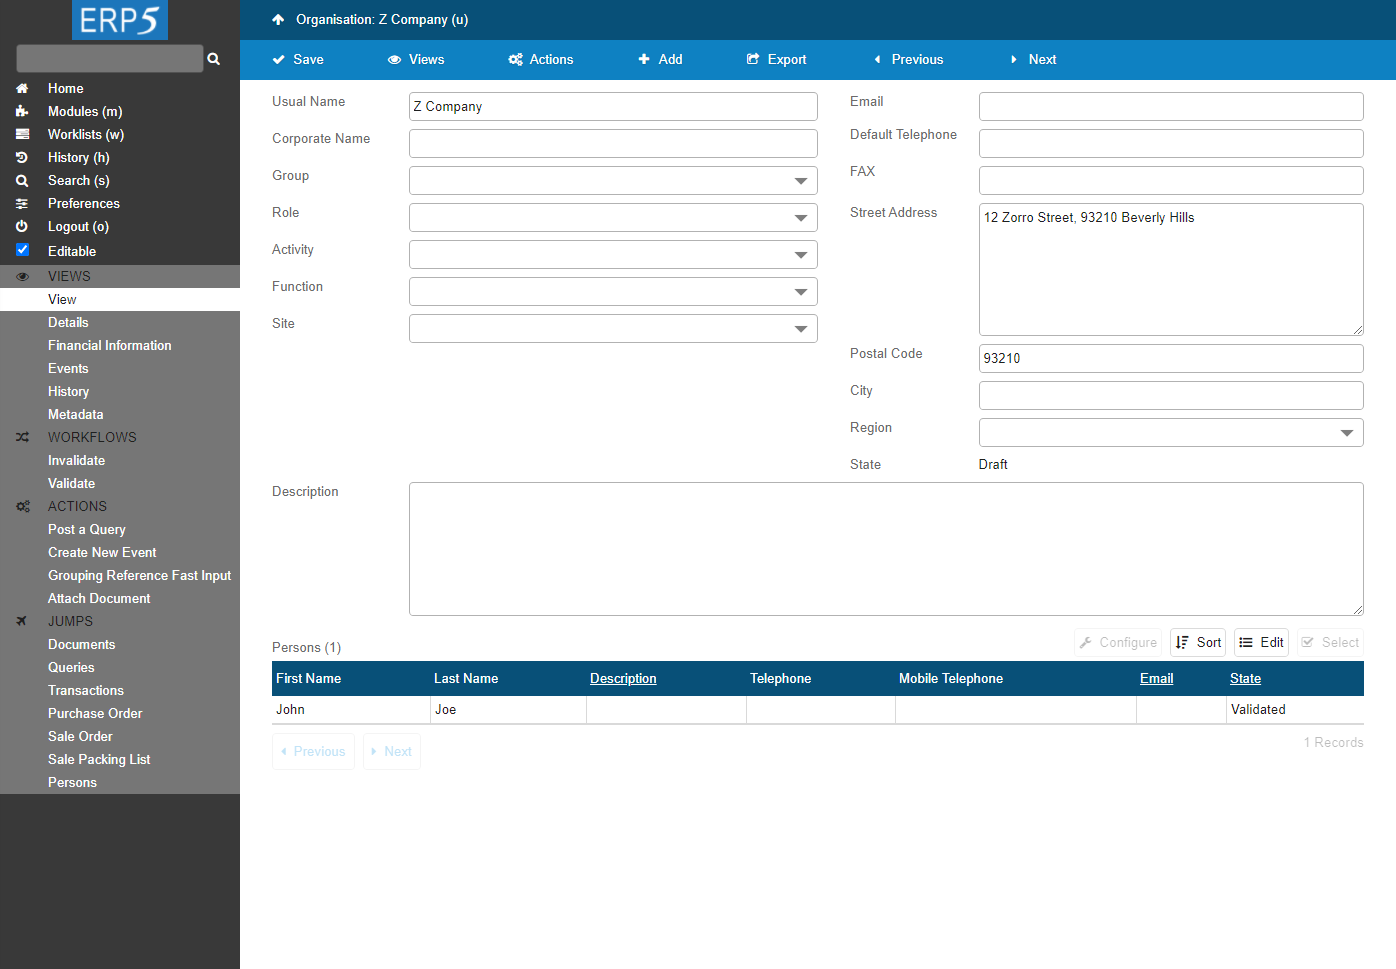 ERP5
Organisation: Z Company (u)
Save Views Actions Add Export Previous Next
Home
Modules (m)
Worklists (w)
History (h)
Search (s)
Preferences
Logout (o)
Editable
VIEWS
View
Details
Financial Information
Events
History
Metadata
WORKFLOWS
Invalidate
Validate
ACTIONS
Post a Query
Create New Event
Grouping Reference Fast Input
Attach Document
JUMPS
Documents
Queries
Transactions
Purchase Order
Sale Order
Sale Packing List
Persons
Usual Name Z Company
Corporate Name
Group
Role
Activity
Function
Site
Email
Default Telephone
FAX
Street Address 12 Zorro Street, 93210 Beverly Hills
Postal Code 93210
City
Region
State Draft
Description
Persons (1) Configure Sort Edit Select
First Name Last Name Description Telephone Mobile Telephone Email State
John Joe Validated
Previous Next 1 Records